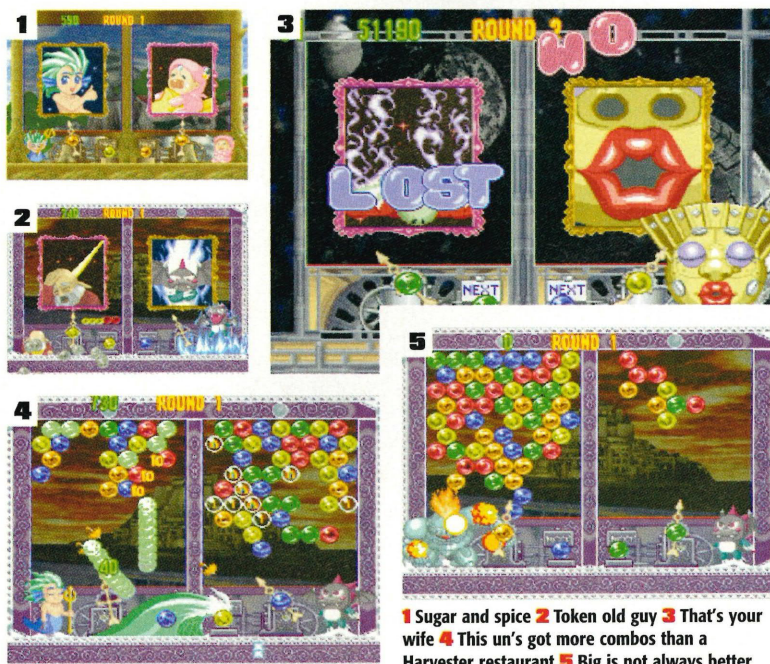 1
550 ROUND 1
2
ROUND 1
3
51190 ROUND
LOST
NEXT NEXT
4
ROUND 1
10
10
10
40
5
0 ROUND 1
1 Sugar and spice 2 Token old guy 3 That's your
wife 4 This un's got more combos than a
Harvester restaurant 5 Big is not always better